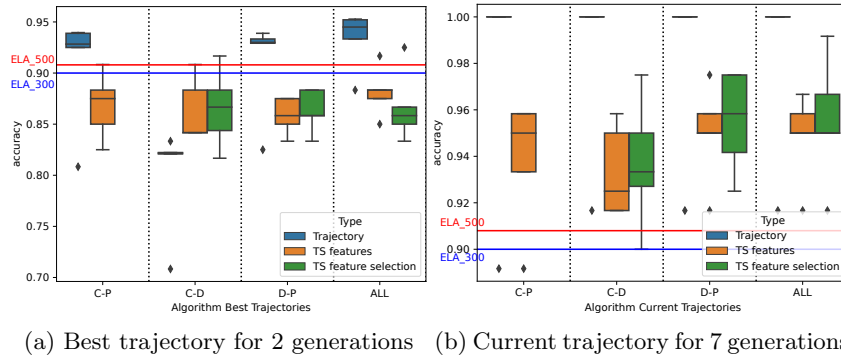 0.95
0.90
0.85
0.80
0.75
0.70
accuracy
ELA_500
ELA_300
Type
Trajectory
TS features
TS feature selection
C-P
C-D
D-P
ALL
Algorithm Best Trajectories
(a) Best trajectory for 2 generations
1.00
0.98
0.96
0.94
0.92
0.90
accuracy
ELA_500
ELA_300
Type
Trajectory
TS features
TS feature selection
C-P
C-D
D-P
ALL
Algorithm Current Trajectories
(b) Current trajectory for 7 generations